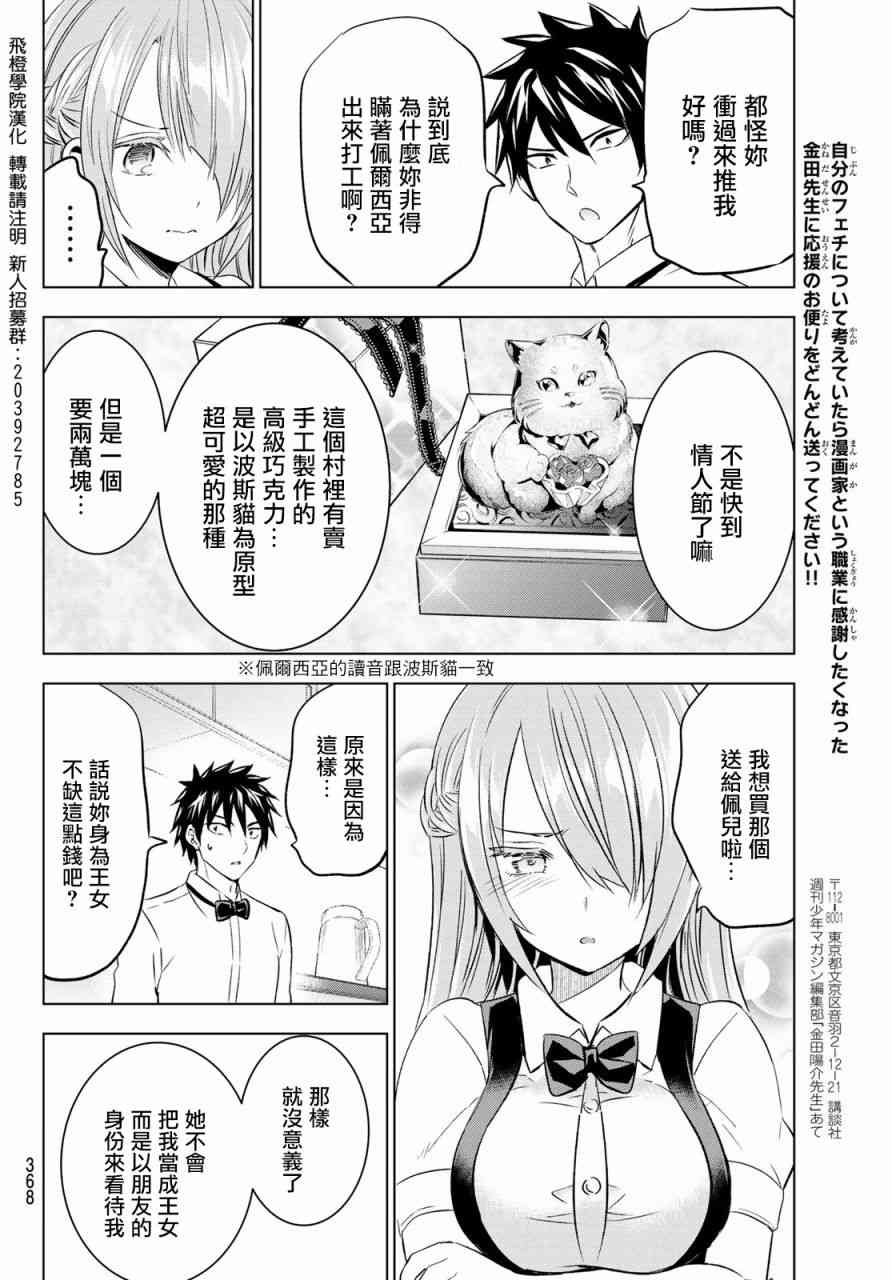 自分のフェチについて考えていたら漫画家という職業に感謝したくなった
金田先生に応援のお便りをどんどん送ってください!!
〒112-8001 東京都文京区音羽2-12-21 講談社
週刊少年マガジン編集部「金田陽介先生」あて
都怪妳
衝過來推我
好嗎?
說到底
為什麼妳非得
瞞著佩爾西亞
出來打工啊?
……
不是快到
情人節了嘛
這個村裡有賣
手工製作的
高級巧克力…
是以波斯貓為原型
超可愛的那種
但是一個
要兩萬塊…
※佩爾西亞的讀音跟波斯貓一致
我想買那個
送給佩兒啦…
原來是因為
這樣…
話說妳身為王女
不缺這點錢吧?
那樣
就沒意義了
她不會
把我當成王女
而是以朋友的
身份來看待我
飛橙學院漢化 轉載請注明 新人招募群:20392785
368